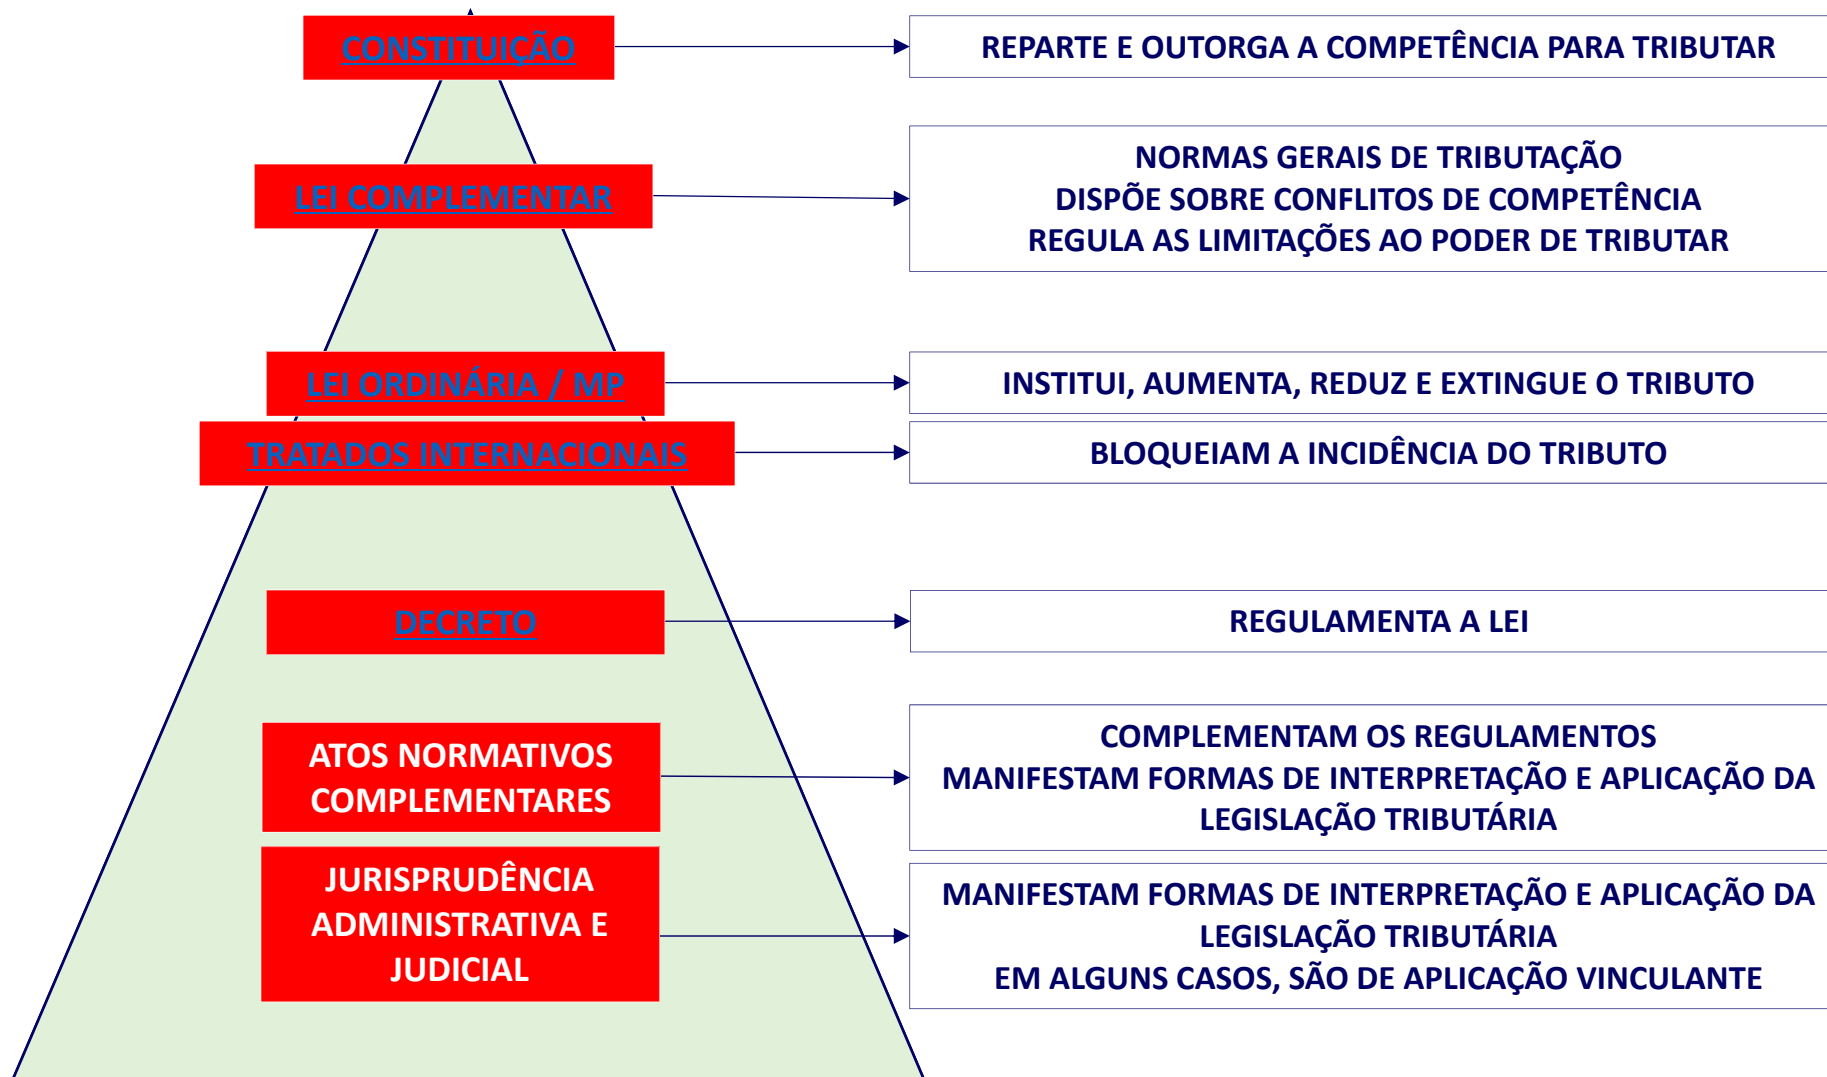 CONSTITUIÇÃO
REPARTE E OUTORGA A COMPETÊNCIA PARA TRIBUTAR
LEI COMPLEMENTAR
NORMAS GERAIS DE TRIBUTAÇÃO
DISPÕE SOBRE CONFLITOS DE COMPETÊNCIA
REGULA AS LIMITAÇÕES AO PODER DE TRIBUTAR
LEI ORDINÁRIA / MP
INSTITUI, AUMENTA, REDUZ E EXTINGUE O TRIBUTO
TRATADOS INTERNACIONAIS
BLOQUEIAM A INCIDÊNCIA DO TRIBUTO
DECRETO
REGULAMENTA A LEI
ATOS NORMATIVOS
COMPLEMENTARES
COMPLEMENTAM OS REGULAMENTOS
MANIFESTAM FORMAS DE INTERPRETAÇÃO E APLICAÇÃO DA
LEGISLAÇÃO TRIBUTÁRIA
JURISPRUDÊNCIA
ADMINISTRATIVA E
JUDICIAL
MANIFESTAM FORMAS DE INTERPRETAÇÃO E APLICAÇÃO DA
LEGISLAÇÃO TRIBUTÁRIA
EM ALGUNS CASOS, SÃO DE APLICAÇÃO VINCULANTE